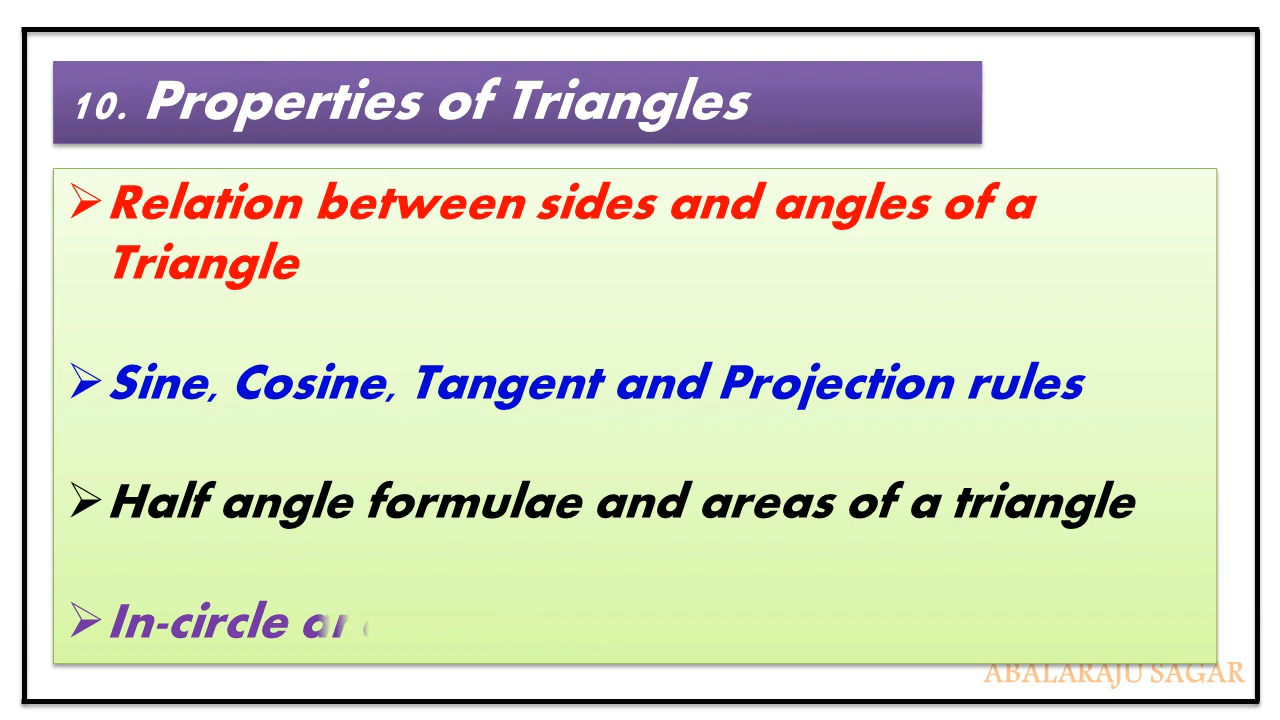 10. Properties of Triangles
Relation between sides and angles of a
Triangle
Sine, Cosine, Tangent and Projection rules
Half angle formulae and areas of a triangle
In-circle
ABALARAJU SAGAR